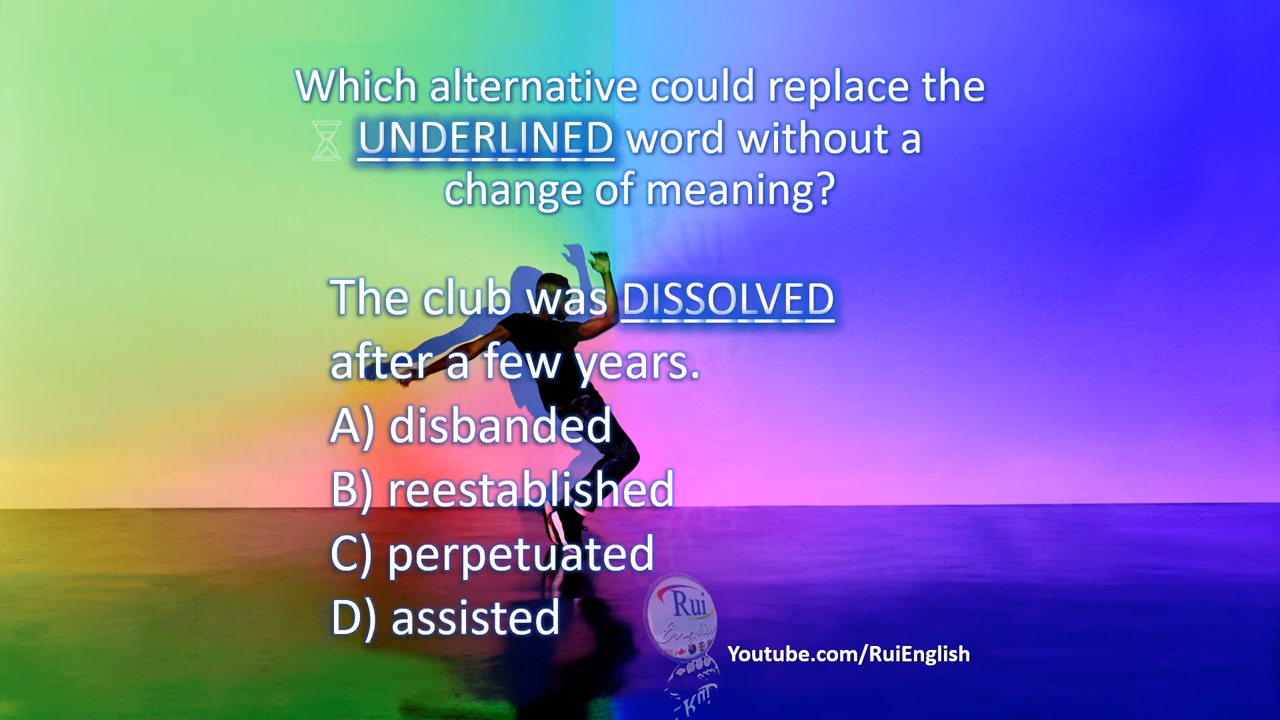 Which alternative could replace the
UNDERLINED word without a
change of meaning?
The club was DISSOLVED
after a few years.
A) disbanded
B) reestablished
C) perpetuated
D) assisted
Rui
English
Youtube.com/RuiEnglish